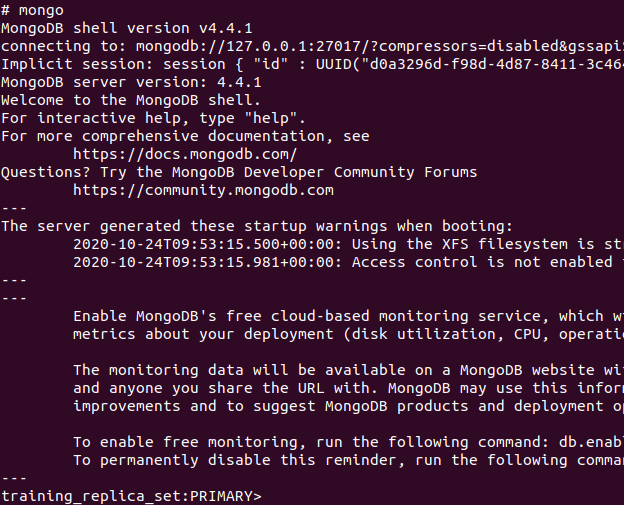 # mongo
MongoDB shell version v4.4.1
connecting to: mongodb://127.0.0.1:27017/?compressors=disabled&gssapiS
Implicit session: session { "id" : UUID("d0a3296d-f98d-4d87-8411-3c464
MongoDB server version: 4.4.1
Welcome to the MongoDB shell.
For interactive help, type "help".
For more comprehensive documentation, see
https://docs.mongodb.com/
Questions? Try the MongoDB Developer Community Forums
https://community.mongodb.com
---
The server generated these startup warnings when booting:
2020-10-24T09:53:15.500+00:00: Using the XFS filesystem is str
2020-10-24T09:53:15.981+00:00: Access control is not enabled
---
---
Enable MongoDB's free cloud-based monitoring service, which w
metrics about your deployment (disk utilization, CPU, operati
The monitoring data will be available on a MongoDB website wi
and anyone you share the URL with. MongoDB may use this infor
improvements and to suggest MongoDB products and deployment op
To enable free monitoring, run the following command: db.enab
To permanently disable this reminder, run the following comma
---
training_replica_set:PRIMARY>